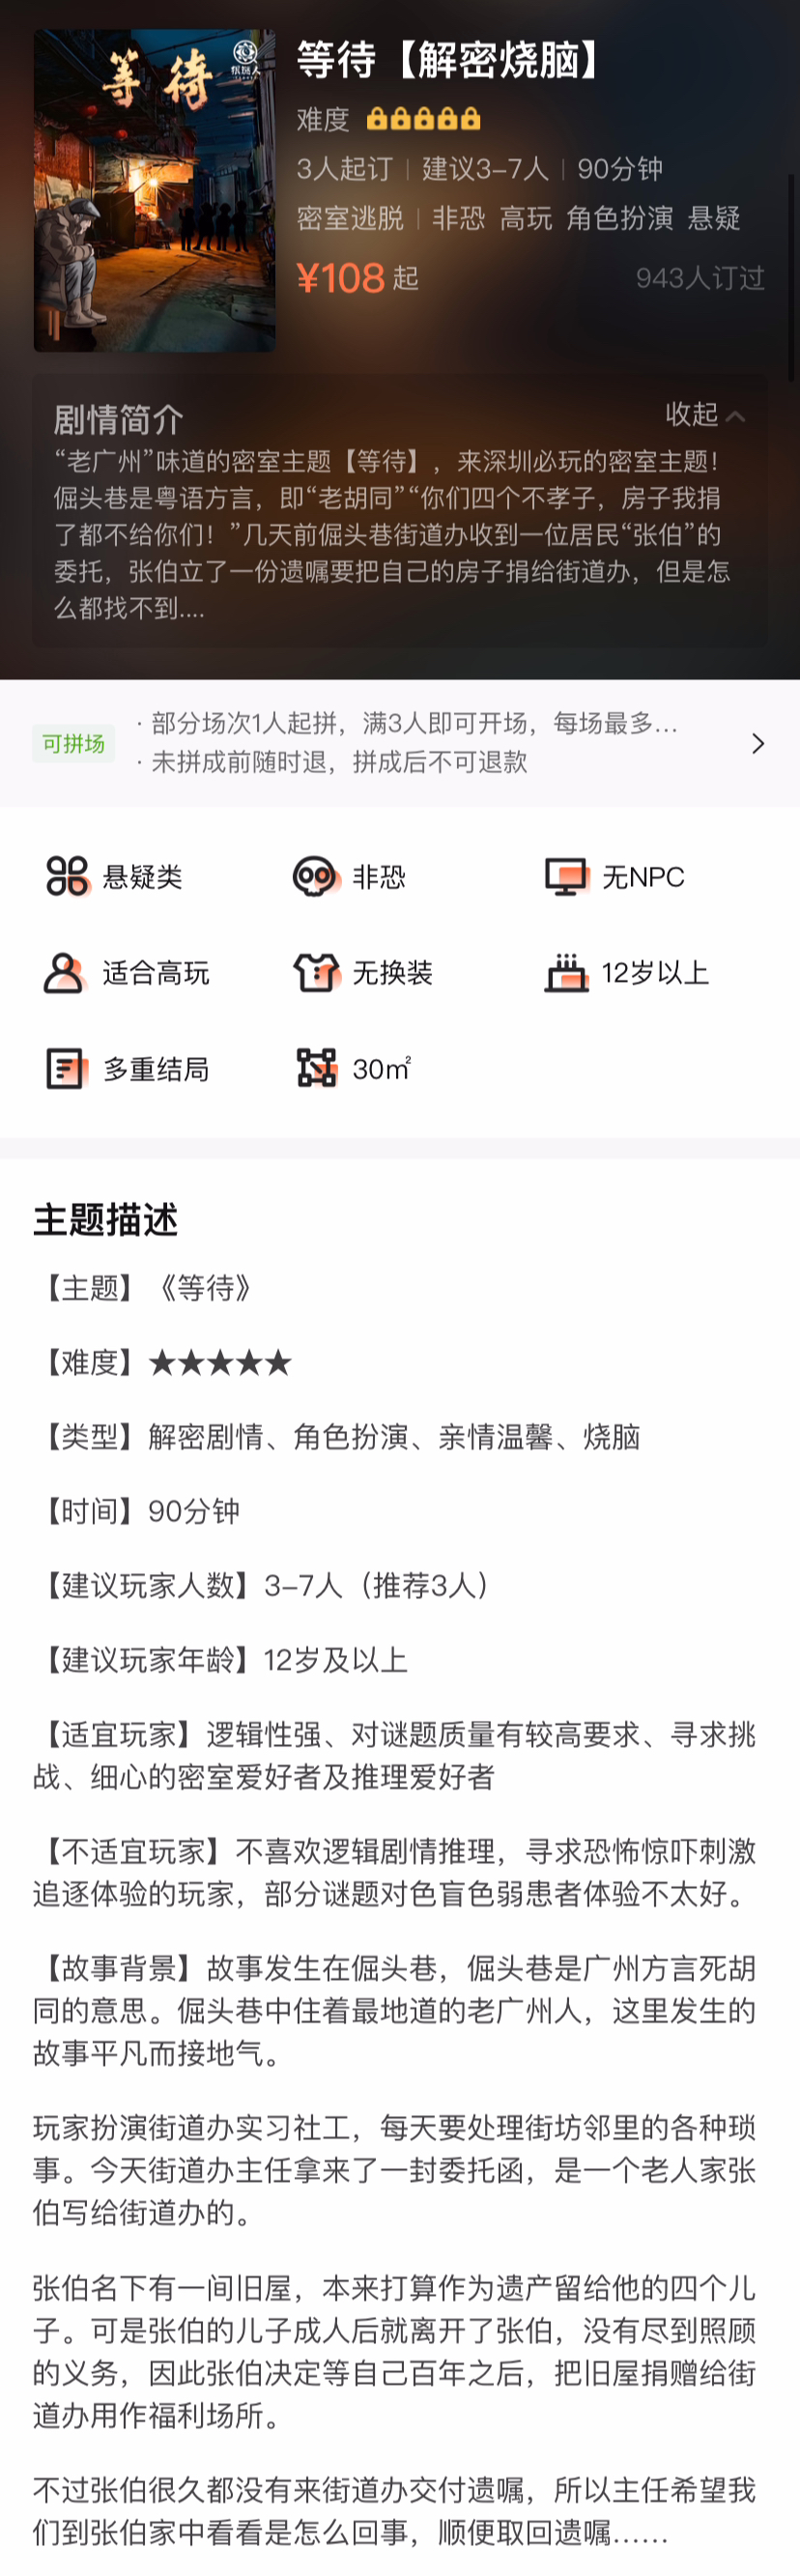 等待
等待【解密烧脑】
难度
3人起订 | 建议3-7人 | 90分钟
密室逃脱 | 非恐 高玩 角色扮演 悬疑
¥108 起
943人订过
剧情简介
收起
“老广州”味道的密室主题【等待】，来深圳必玩的密室主题！
倔头巷是粤语方言，即“老胡同”“你们四个不孝子，房子我捐
了都不给你们！”几天前倔头巷街道办收到一位居民“张伯”的
委托，张伯立了一份遗嘱要把自己的房子捐给街道办，但是怎
么都找不到....
可拼场
· 部分场次1人起拼，满3人即可开场，每场最多...
· 未拼成前随时退，拼成后不可退款
悬疑类
非恐
无NPC
适合高玩
无换装
12岁以上
多重结局
30㎡
主题描述
【主题】《等待》
【难度】★★★★★
【类型】解密剧情、角色扮演、亲情温馨、烧脑
【时间】90分钟
【建议玩家人数】3-7人（推荐3人）
【建议玩家年龄】12岁及以上
【适宜玩家】逻辑性强、对谜题质量有较高要求、寻求挑
战、细心的密室爱好者及推理爱好者
【不适宜玩家】不喜欢逻辑剧情推理，寻求恐怖惊吓刺激
追逐体验的玩家，部分谜题对色盲色弱患者体验不太好。
【故事背景】故事发生在倔头巷，倔头巷是广州方言死胡
同的意思。倔头巷中住着最地道的老广州人，这里发生的
故事平凡而接地气。
玩家扮演街道办实习社工，每天要处理街坊邻里的各种琐
事。今天街道办主任拿来了一封委托函，是一个老人家张
伯写给街道办的。
张伯名下有一间旧屋，本来打算作为遗产留给他的四个儿
子。可是张伯的儿子成人后就离开了张伯，没有尽到照顾
的义务，因此张伯决定等自己百年之后，把旧屋捐赠给街
道办用作福利场所。
不过张伯很久都没有来街道办交付遗嘱，所以主任希望我
们到张伯家中看看是怎么回事，顺便取回遗嘱……